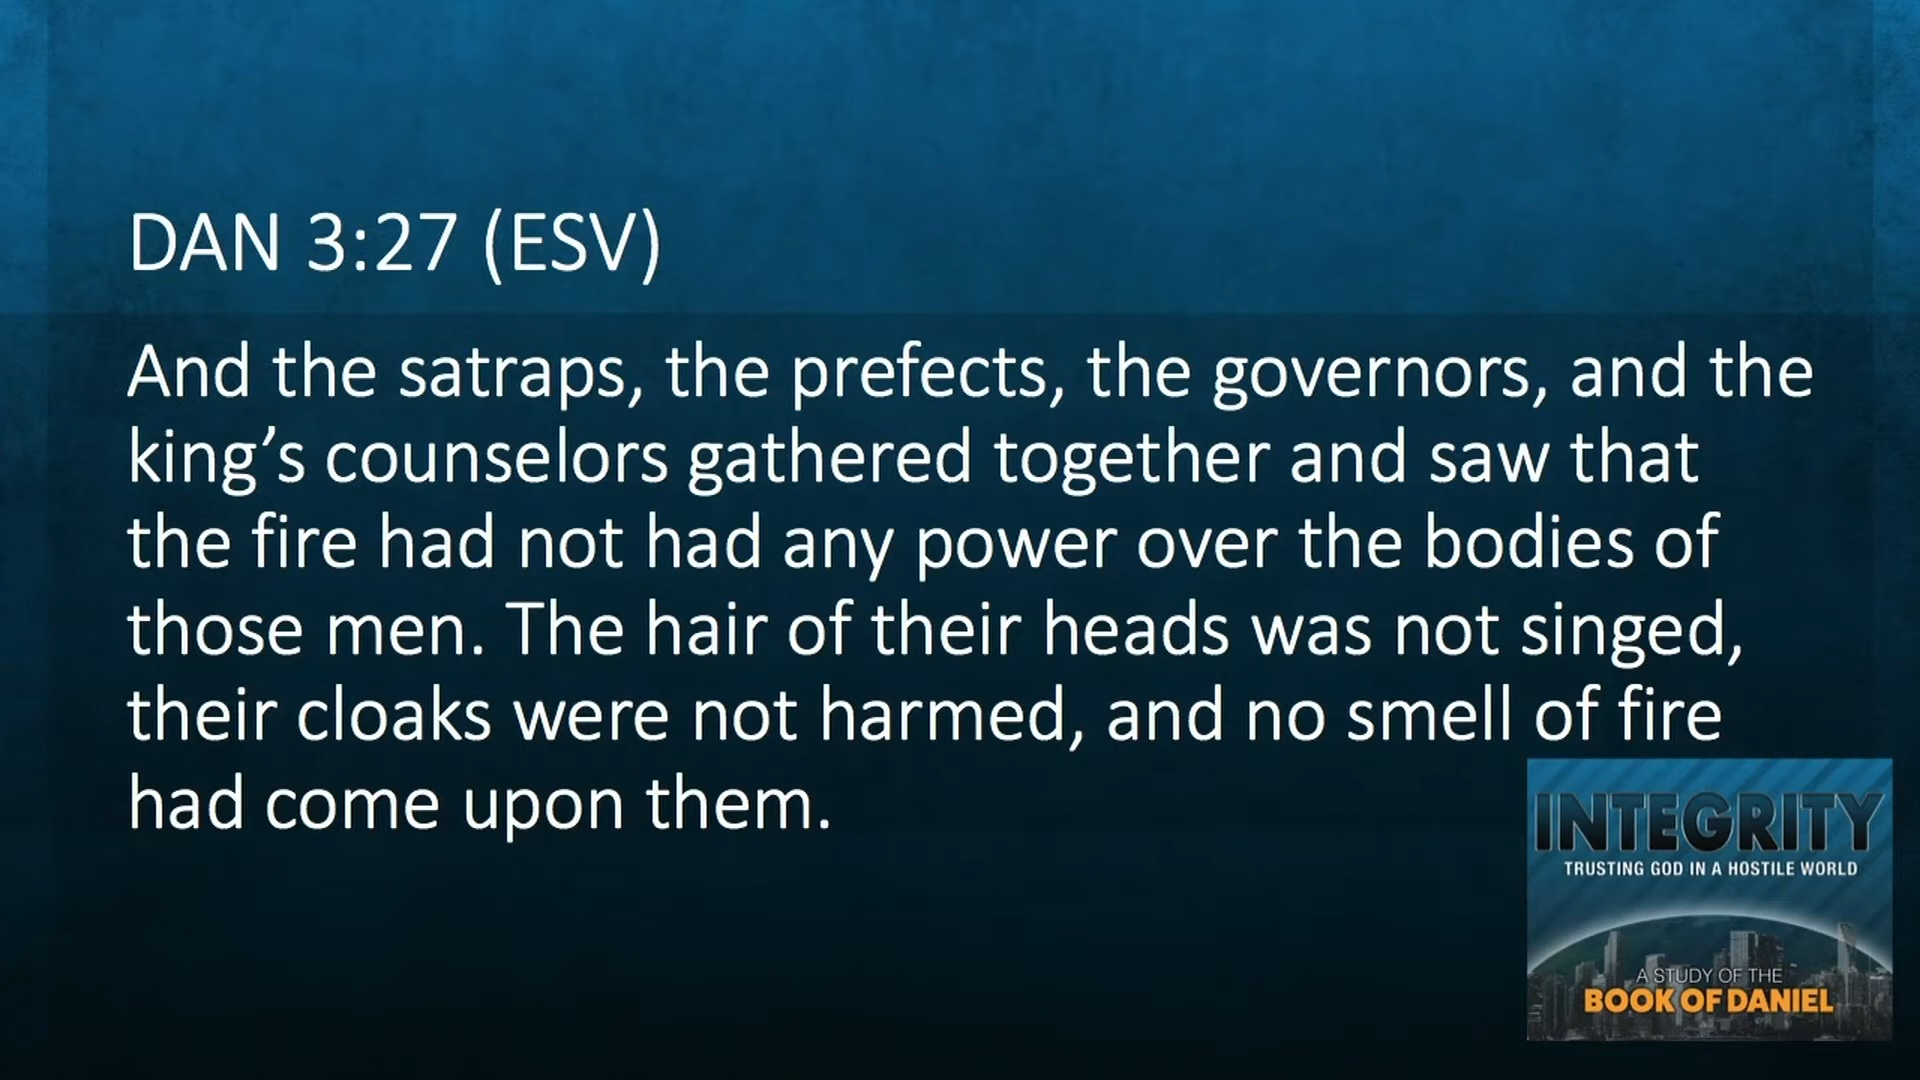 DAN 3:27 (ESV)
And the satraps, the prefects, the governors, and the
king’s counselors gathered together and saw that
the fire had not had any power over the bodies of
those men. The hair of their heads was not singed,
their cloaks were not harmed, and no smell of fire
had come upon them.
INTEGRITY
TRUSTING GOD IN A HOSTILE WORLD
A STUDY OF THE
BOOK OF DANIEL